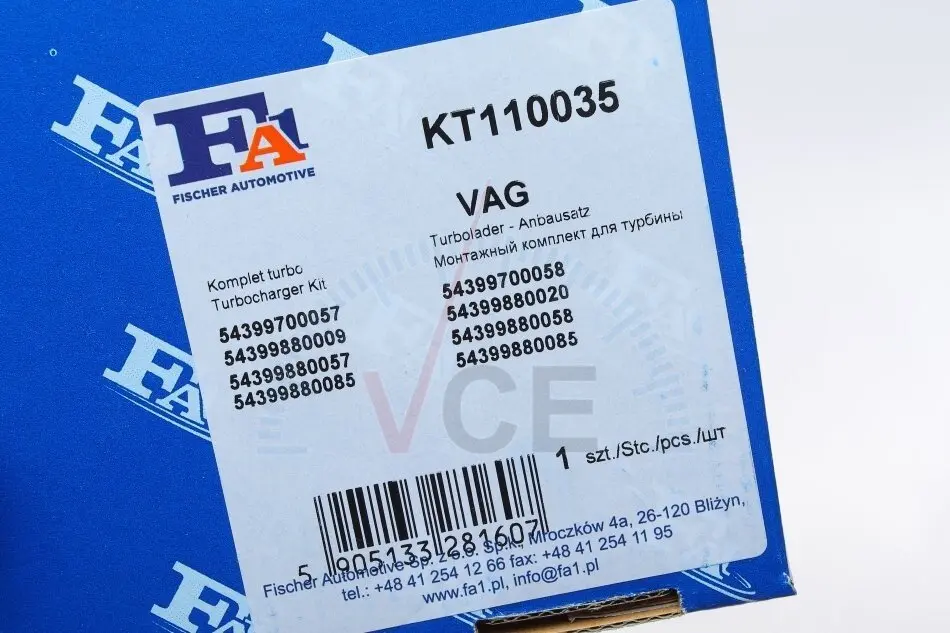 FA1
FISCHER AUTOMOTIVE
KT110035
VAG
Turbolader - Anbausatz
Монтажный комплект для турбины
Komplet turbo
Turbocharger Kit
54399700057
54399880009
54399880057
54399880085
54399700058
54399880020
54399880058
54399880085
VCE
1 szt./Stc./pcs./шт
5 905133 281607
Fischer Automotive Sp. z o.o. Sp.k., Mroczków 4a, 26-120 Bliżyn,
tel.: +48 41 254 12 66 fax: +48 41 254 11 95
www.fa1.pl, info@fa1.pl
FA
FA
FA1